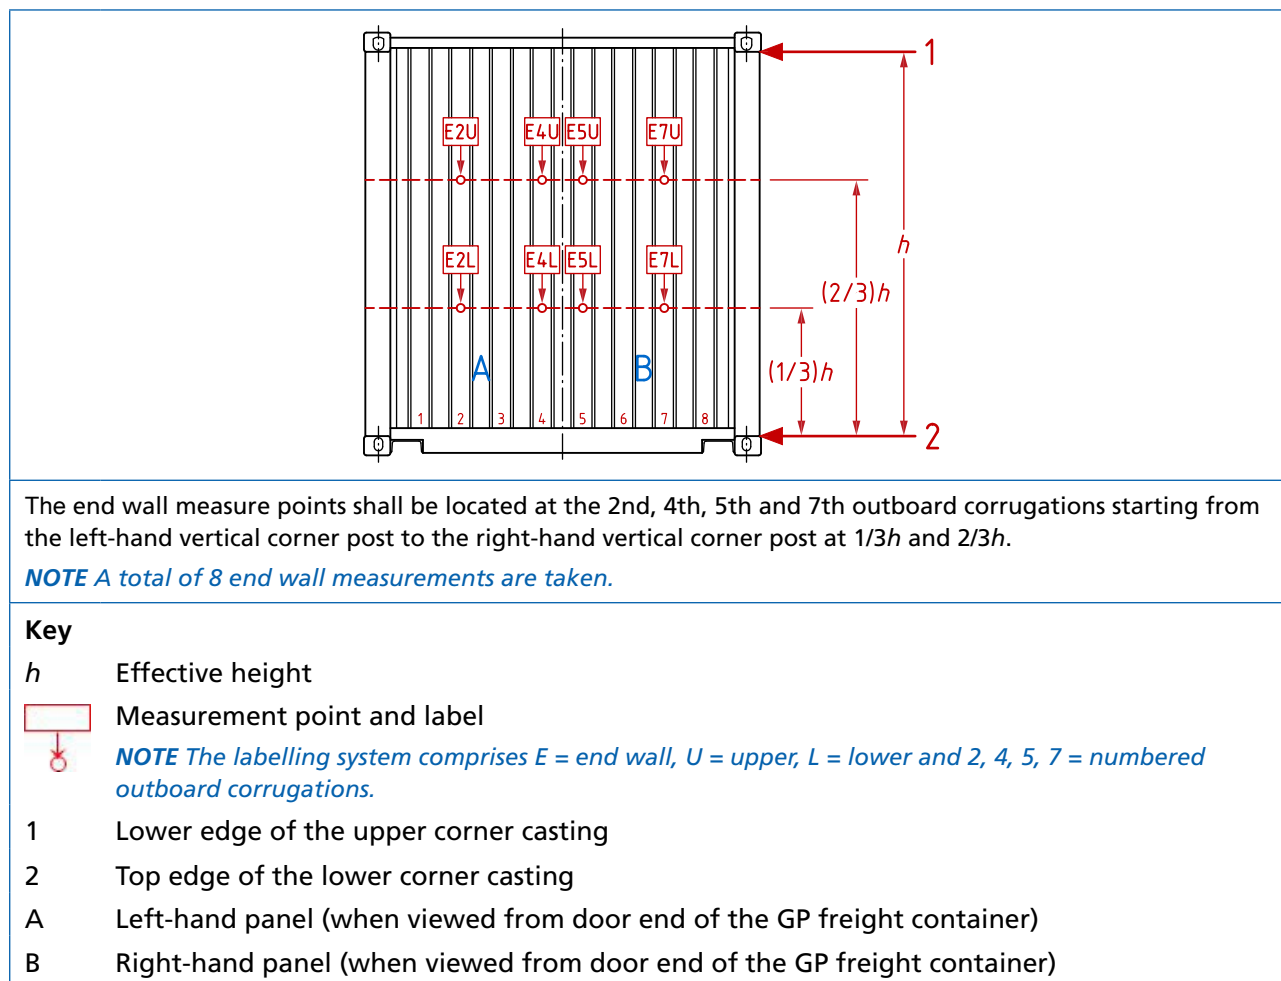 1
E2U E4U E5U E7U
h
E2L E4L E5L E7L
(2/3)h
A B (1/3)h
1 2 3 4 5 6 7 8
2
The end wall measure points shall be located at the 2nd, 4th, 5th and 7th outboard corrugations starting from
the left-hand vertical corner post to the right-hand vertical corner post at 1/3h and 2/3h.
NOTE A total of 8 end wall measurements are taken.
Key
h Effective height
Measurement point and label
NOTE The labelling system comprises E = end wall, U = upper, L = lower and 2, 4, 5, 7 = numbered
outboard corrugations.
1 Lower edge of the upper corner casting
2 Top edge of the lower corner casting
A Left-hand panel (when viewed from door end of the GP freight container)
B Right-hand panel (when viewed from door end of the GP freight container)